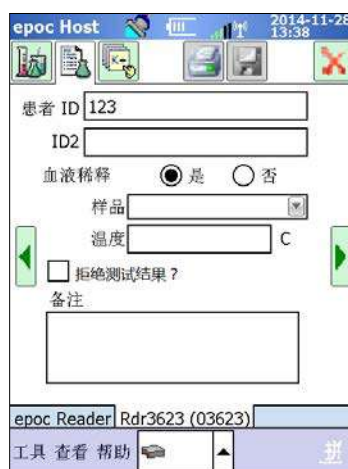 epoc Host 2014-11-28
13:38
患者 ID 123
ID2
血液稀释 是 否
样品
温度 C
拒绝测试结果？
备注
epoc Reader Rdr3623 (03623)
工具 查看 帮助 拼